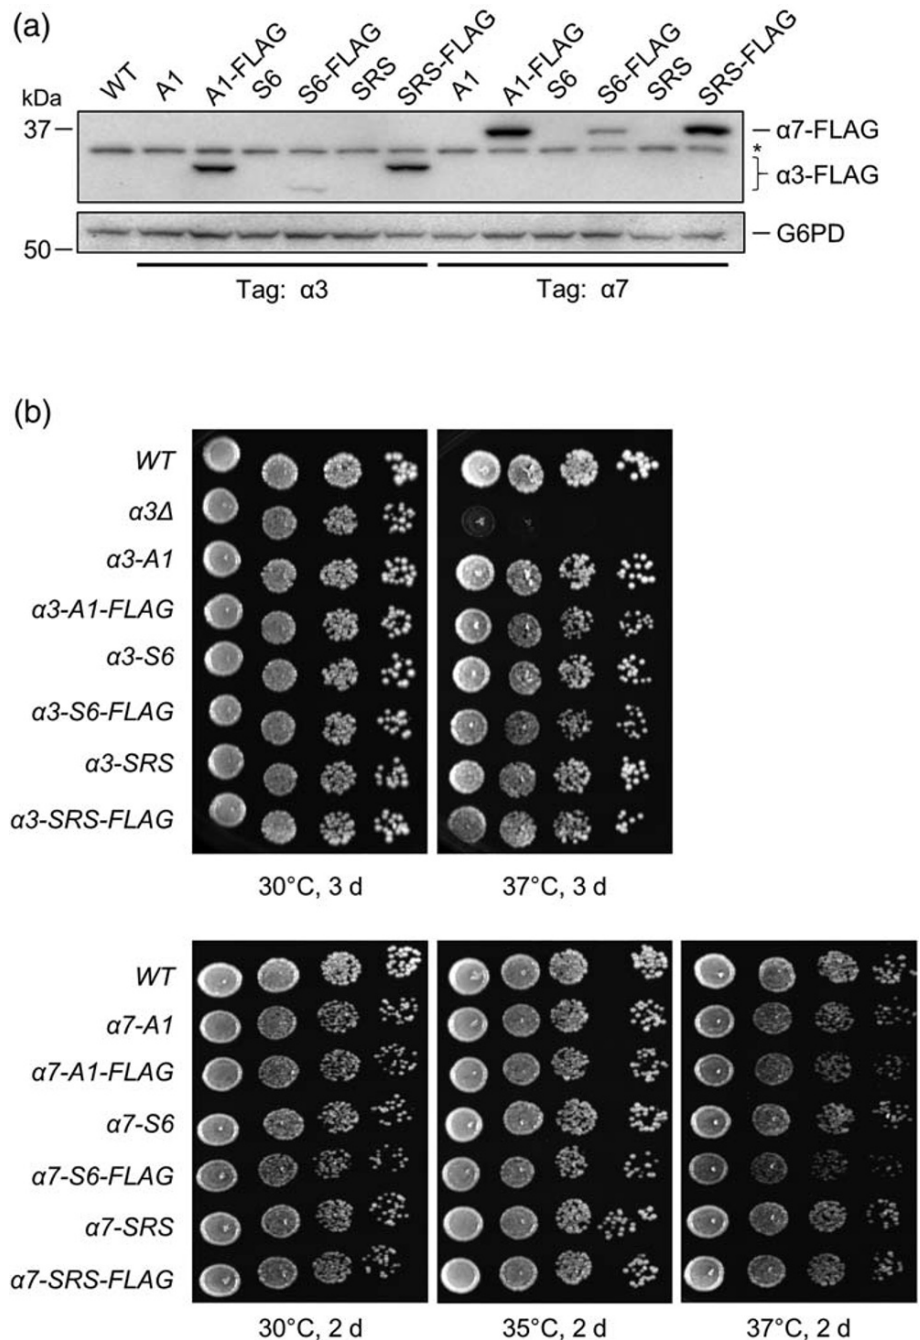 (a)
WT A1 A1-FLAG S6 S6-FLAG SRS SRS-FLAG A1 A1-FLAG S6 S6-FLAG SRS SRS-FLAG
kDa
37
α7-FLAG
*
α3-FLAG
50
G6PD
Tag: α3 Tag: α7
(b)
WT
α3Δ
α3-A1
α3-A1-FLAG
α3-S6
α3-S6-FLAG
α3-SRS
α3-SRS-FLAG
30°C, 3 d 37°C, 3 d
WT
α7-A1
α7-A1-FLAG
α7-S6
α7-S6-FLAG
α7-SRS
α7-SRS-FLAG
30°C, 2 d 35°C, 2 d 37°C, 2 d